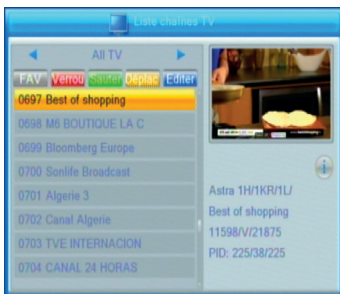 Liste chaînes TV
All TV
FAV Verrou Sauter Déplac Editer
0697 Best of shopping
0698 M6 BOUTIQUE LA C
0699 Bloomberg Europe
0700 Sonlife Broadcast
0701 Algerie 3
0702 Canal Algerie
0703 TVE INTERNACION
0704 CANAL 24 HORAS
Astra 1H/1KR/1L/
Best of shopping
11598/V/21875
PID: 225/38/225